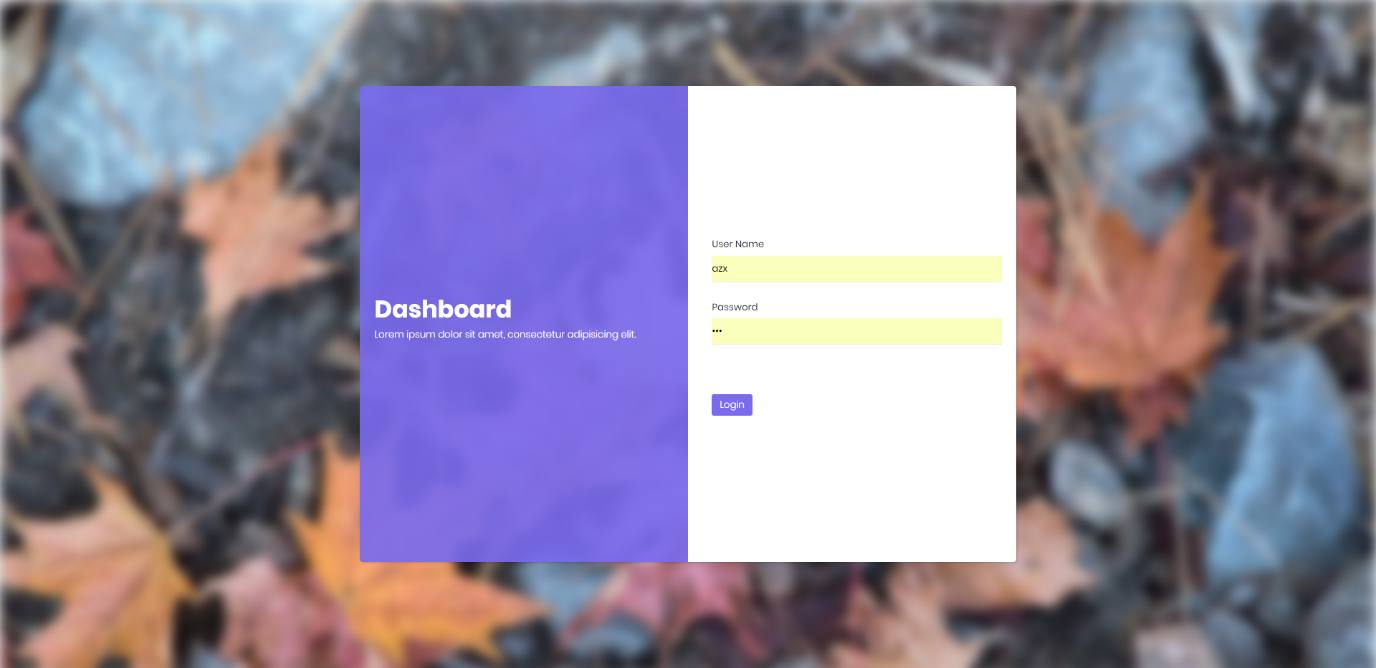 Dashboard
Lorem ipsum dolor sit amet, consectetur adipisicing elit.
User Name
azx
Password
•••
Login